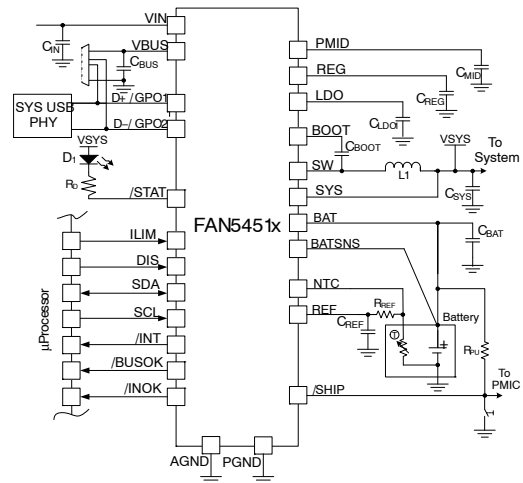 VIN
CIN
VBUS
CBUS
D+/GPO1
D–/GPO2
SYS USB
PHY
VSYS
D1
RD
/STAT
FAN5451x
µProcessor
ILIM
DIS
SDA
SCL
/INT
/BUSOK
/INOK
AGND
PGND
PMID
CMID
REG
CREG
LDO
CLDO
BOOT
CBOOT
SW
L1
VSYS
To
System
SYS
CSYS
BAT
CBAT
BATSNS
NTC
REF
RREF
CREF
T
Battery
+
RPU
To
PMIC
/SHIP
1